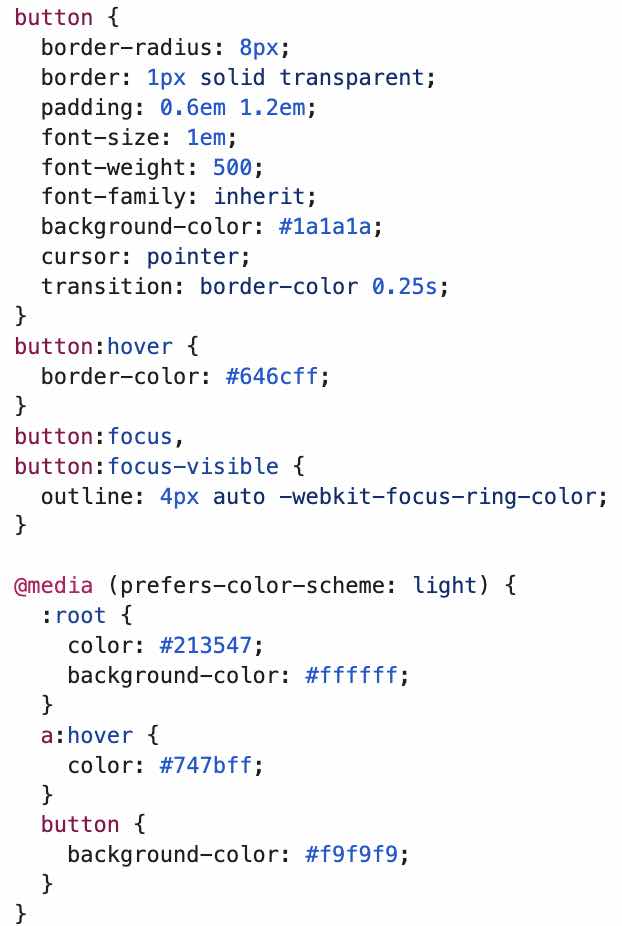 button {
  border-radius: 8px;
  border: 1px solid transparent;
  padding: 0.6em 1.2em;
  font-size: 1em;
  font-weight: 500;
  font-family: inherit;
  background-color: #1a1a1a;
  cursor: pointer;
  transition: border-color 0.25s;
}
button:hover {
  border-color: #646cff;
}
button:focus,
button:focus-visible {
  outline: 4px auto -webkit-focus-ring-color;
}

@media (prefers-color-scheme: light) {
  :root {
    color: #213547;
    background-color: #ffffff;
  }
  a:hover {
    color: #747bff;
  }
  button {
    background-color: #f9f9f9;
  }
}